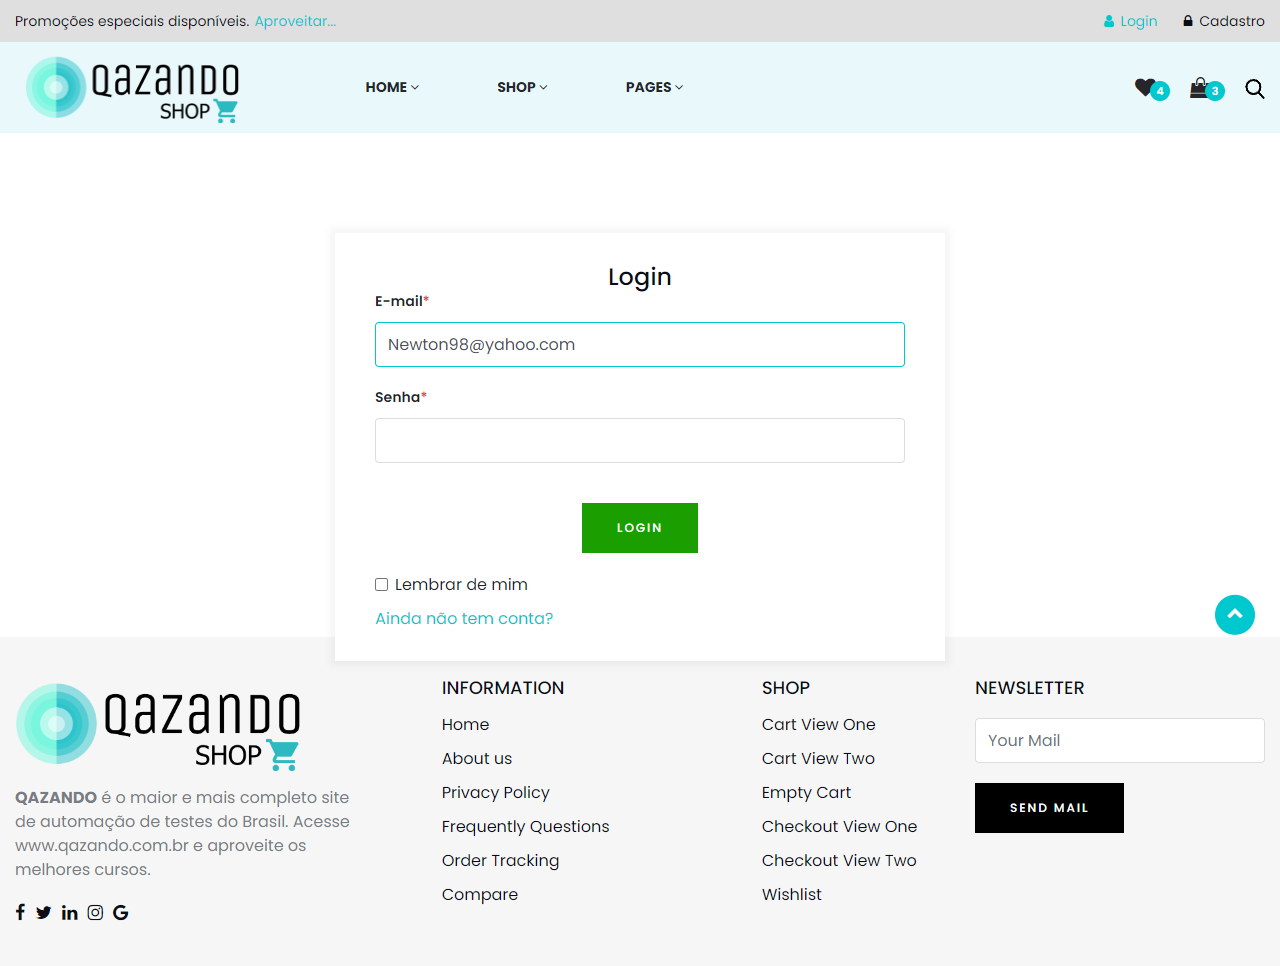 Promoções especiais disponíveis. Aproveitar...
Login
Cadastro
QAZANDO
SHOP
HOME
SHOP
PAGES
4
3
Login
E-mail*
Newton98@yahoo.com
Senha*
LOGIN
Lembrar de mim
Ainda não tem conta?
QAZANDO
SHOP
QAZANDO é o maior e mais completo site
de automação de testes do Brasil. Acesse
www.qazando.com.br e aproveite os
melhores cursos.
INFORMATION
Home
About us
Privacy Policy
Frequently Questions
Order Tracking
Compare
SHOP
Cart View One
Cart View Two
Empty Cart
Checkout View One
Checkout View Two
Wishlist
NEWSLETTER
Your Mail
SEND MAIL